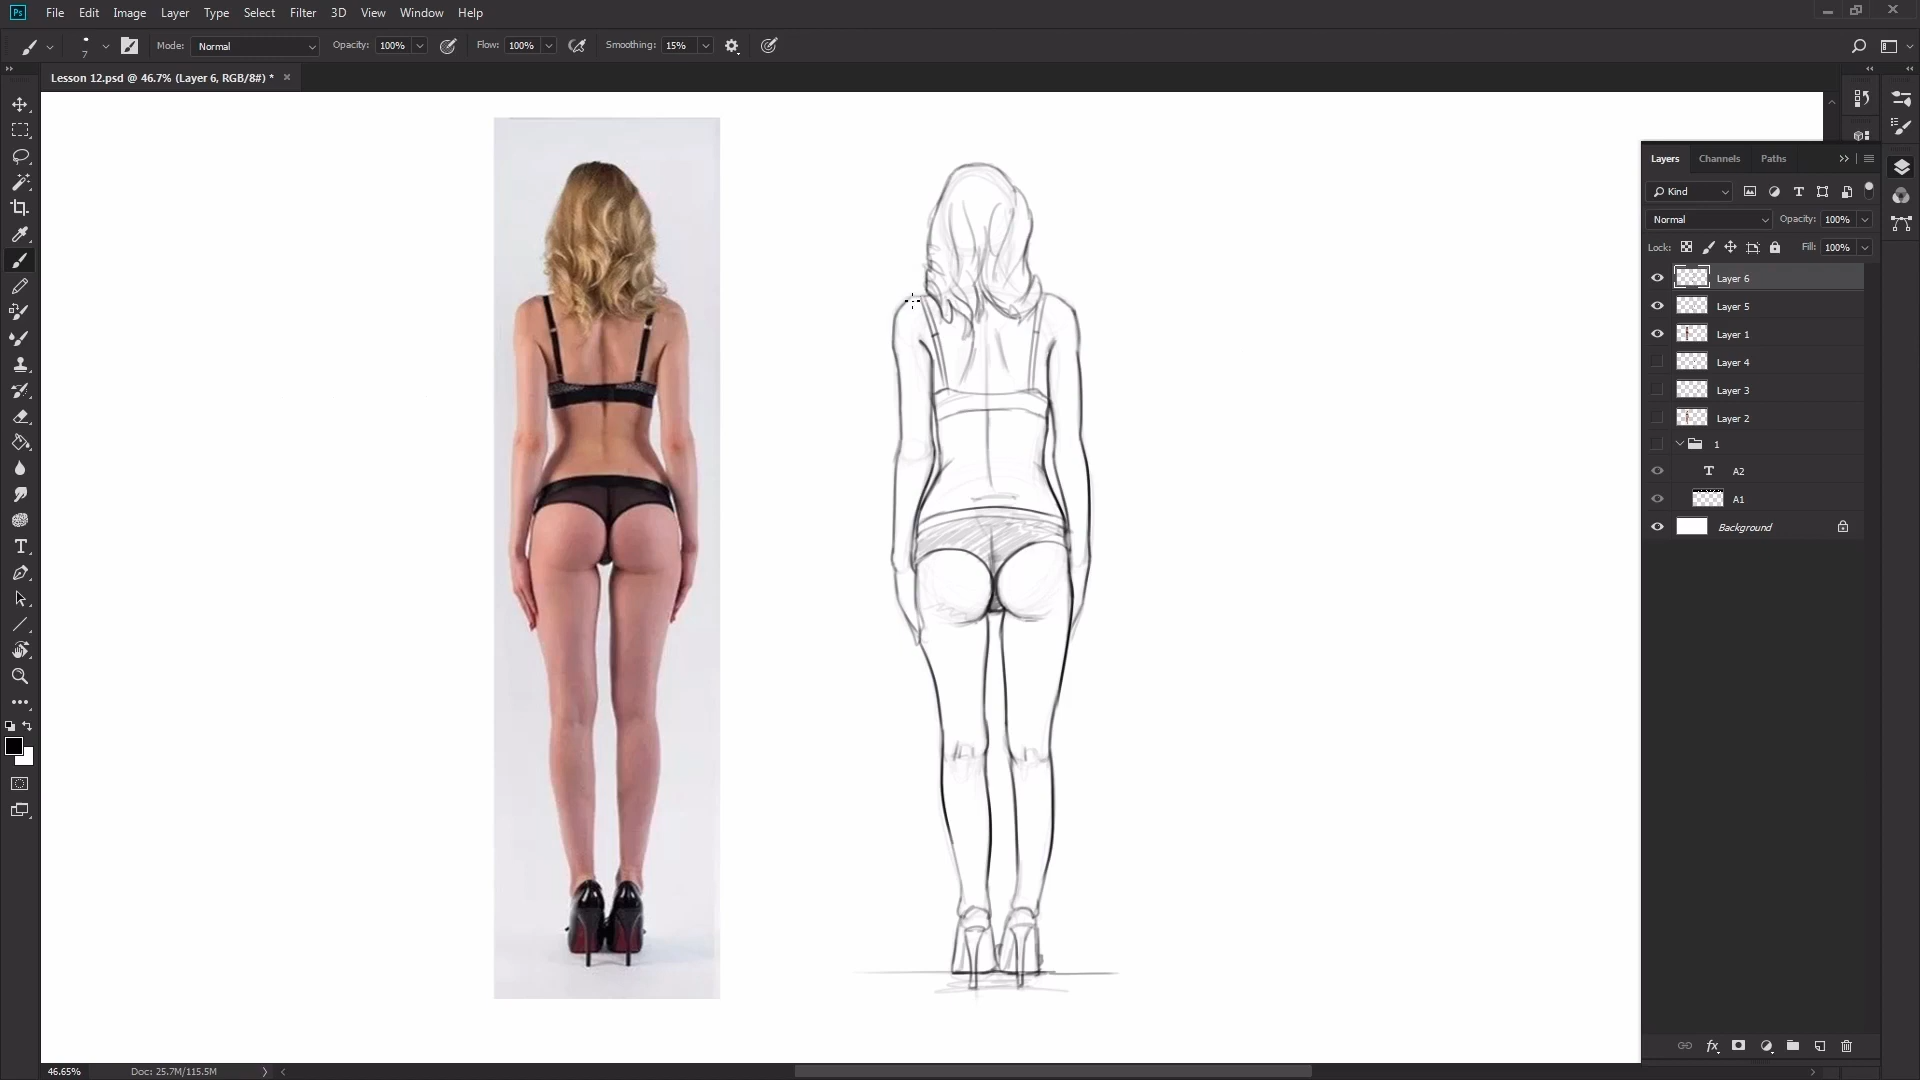 Ps File Edit Image Layer Type Select Filter 3D View Window Help
7 Mode: Normal Opacity: 100% Flow: 100% Smoothing: 15%
Lesson 12.psd @ 46.7% (Layer 6, RGB/8#) *
Layers Channels Paths
Kind
Normal Opacity: 100%
Lock: Fill: 100%
Layer 6
Layer 5
Layer 1
Layer 4
Layer 3
Layer 2
1
A2
A1
Background
46.65% Doc: 25.7M/115.5M